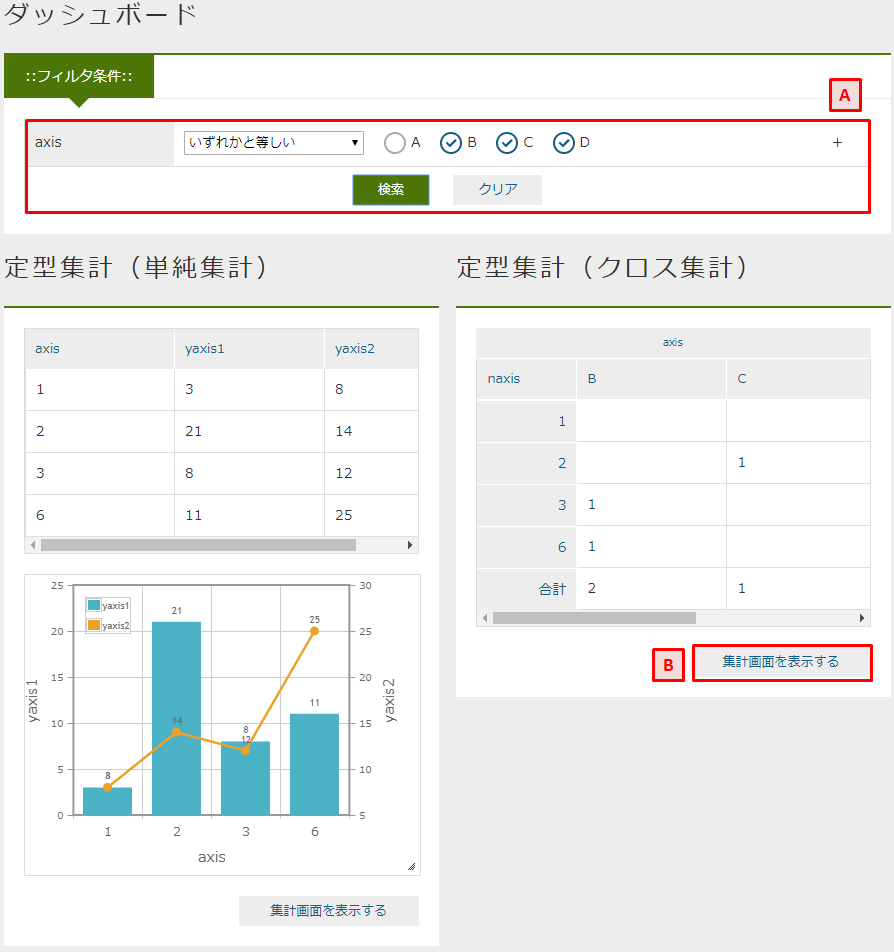 ダッシュボード
::フィルタ条件::
A
axis いずれかと等しい ▼ A B C D +
検索 クリア
定型集計（単純集計）
axis yaxis1 yaxis2
1 3 8
2 21 14
3 8 12
6 11 25
25 30
yaxis1
yaxis2
21
25
20 25
15 20
14
11
10 15
8
12
5 10
8
0 5
yaxis1
yaxis2
1 2 3 6
axis
集計画面を表示する
定型集計（クロス集計）
axis
naxis B C
1
2 1
3 1
6 1
合計 2 1
B 集計画面を表示する